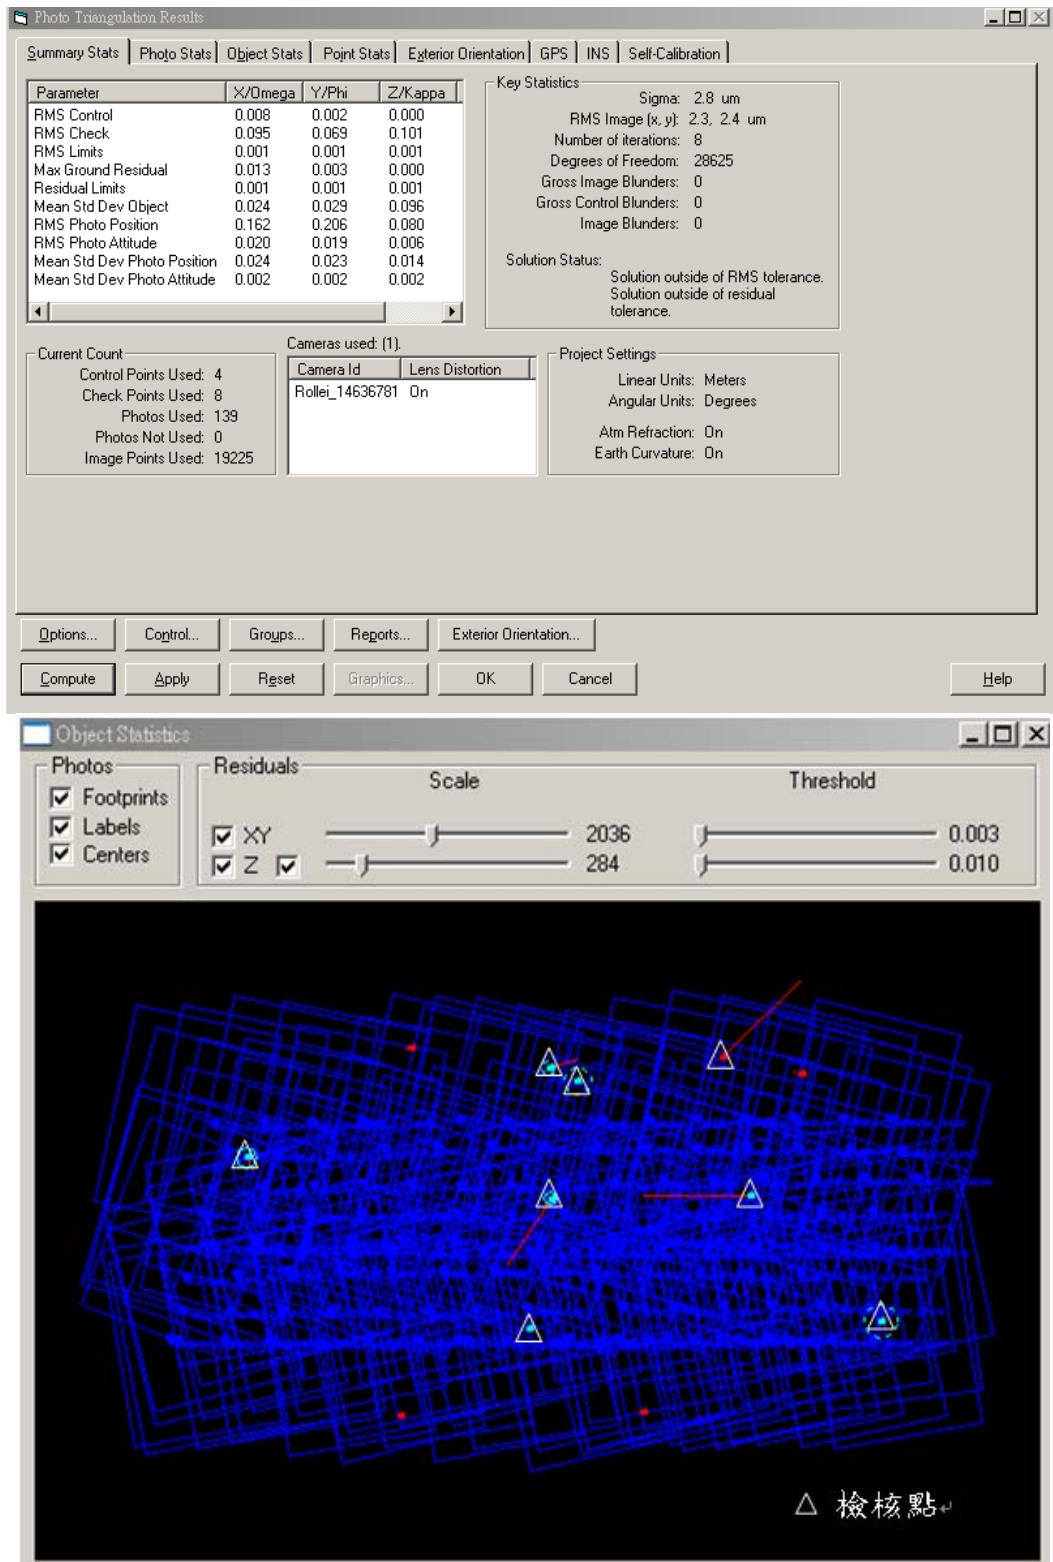 Photo Triangulation Results
Summary Stats Photo Stats Object Stats Point Stats Exterior Orientation GPS INS Self-Calibration
Parameter X/Omega Y/Phi Z/Kappa
RMS Control 0.008 0.002 0.000
RMS Check 0.095 0.069 0.101
RMS Limits 0.001 0.001 0.001
Max Ground Residual 0.013 0.003 0.000
Residual Limits 0.001 0.001 0.001
Mean Std Dev Object 0.024 0.029 0.096
RMS Photo Position 0.162 0.206 0.080
RMS Photo Attitude 0.020 0.019 0.006
Mean Std Dev Photo Position 0.024 0.023 0.014
Mean Std Dev Photo Attitude 0.002 0.002 0.002
Key Statistics
Sigma: 2.8 um
RMS Image (x, y): 2.3, 2.4 um
Number of iterations: 8
Degrees of Freedom: 28625
Gross Image Blunders: 0
Gross Control Blunders: 0
Image Blunders: 0
Solution Status:
Solution outside of RMS tolerance.
Solution outside of residual
tolerance.
Current Count
Control Points Used: 4
Check Points Used: 8
Photos Used: 139
Photos Not Used: 0
Image Points Used: 19225
Cameras used: (1).
Camera Id Lens Distortion
Rollei_14636781 On
Project Settings
Linear Units: Meters
Angular Units: Degrees
Atm Refraction: On
Earth Curvature: On
Options... Control... Groups... Reports... Exterior Orientation...
Compute Apply Reset Graphics... OK Cancel Help
Object Statistics
Photos
Footprints
Labels
Centers
Residuals
Scale Threshold
XY 2036 0.003
Z 284 0.010
△ 檢核點↵